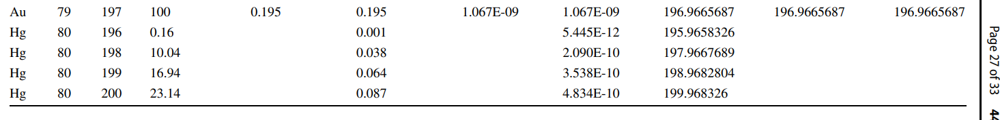 Au 79 197 100 0.195 0.195 1.067E-09 1.067E-09 196.9665687 196.9665687 196.9665687
Hg 80 196 0.16 0.001 5.445E-12 195.9658326
Hg 80 198 10.04 0.038 2.090E-10 197.9667689
Hg 80 199 16.94 0.064 3.538E-10 198.9682804
Hg 80 200 23.14 0.087 4.834E-10 199.968326
Page 27 of 33 44